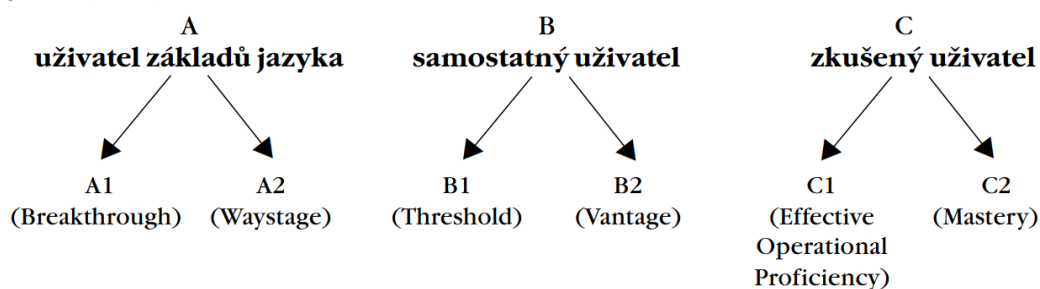 A
uživatel základů jazyka
B
samostatný uživatel
C
zkušený uživatel
A1
(Breakthrough)
A2
(Waystage)
B1
(Threshold)
B2
(Vantage)
C1
(Effective
Operational
Proficiency)
C2
(Mastery)